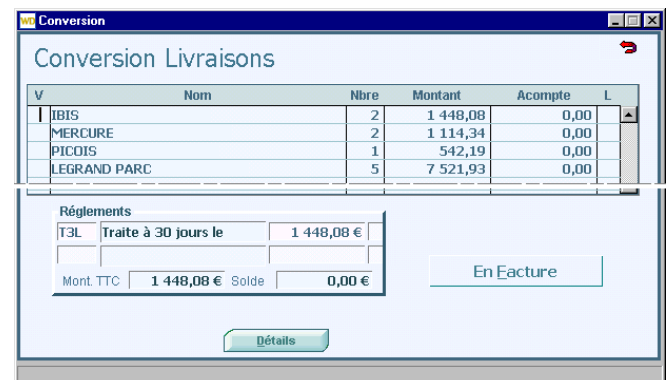 WD Conversion
Conversion Livraisons
V Nom Nbre Montant Acompte L
IBIS 2 1 448,08 0,00
MERCURE 2 1 114,34 0,00
PICOIS 1 542,19 0,00
LEGRAND PARC 5 7 521,93 0,00
Réglements
T3L Traite à 30 jours le 1 448,08 €
Mont. TTC 1 448,08 € Solde 0,00 €
En Facture
Détails